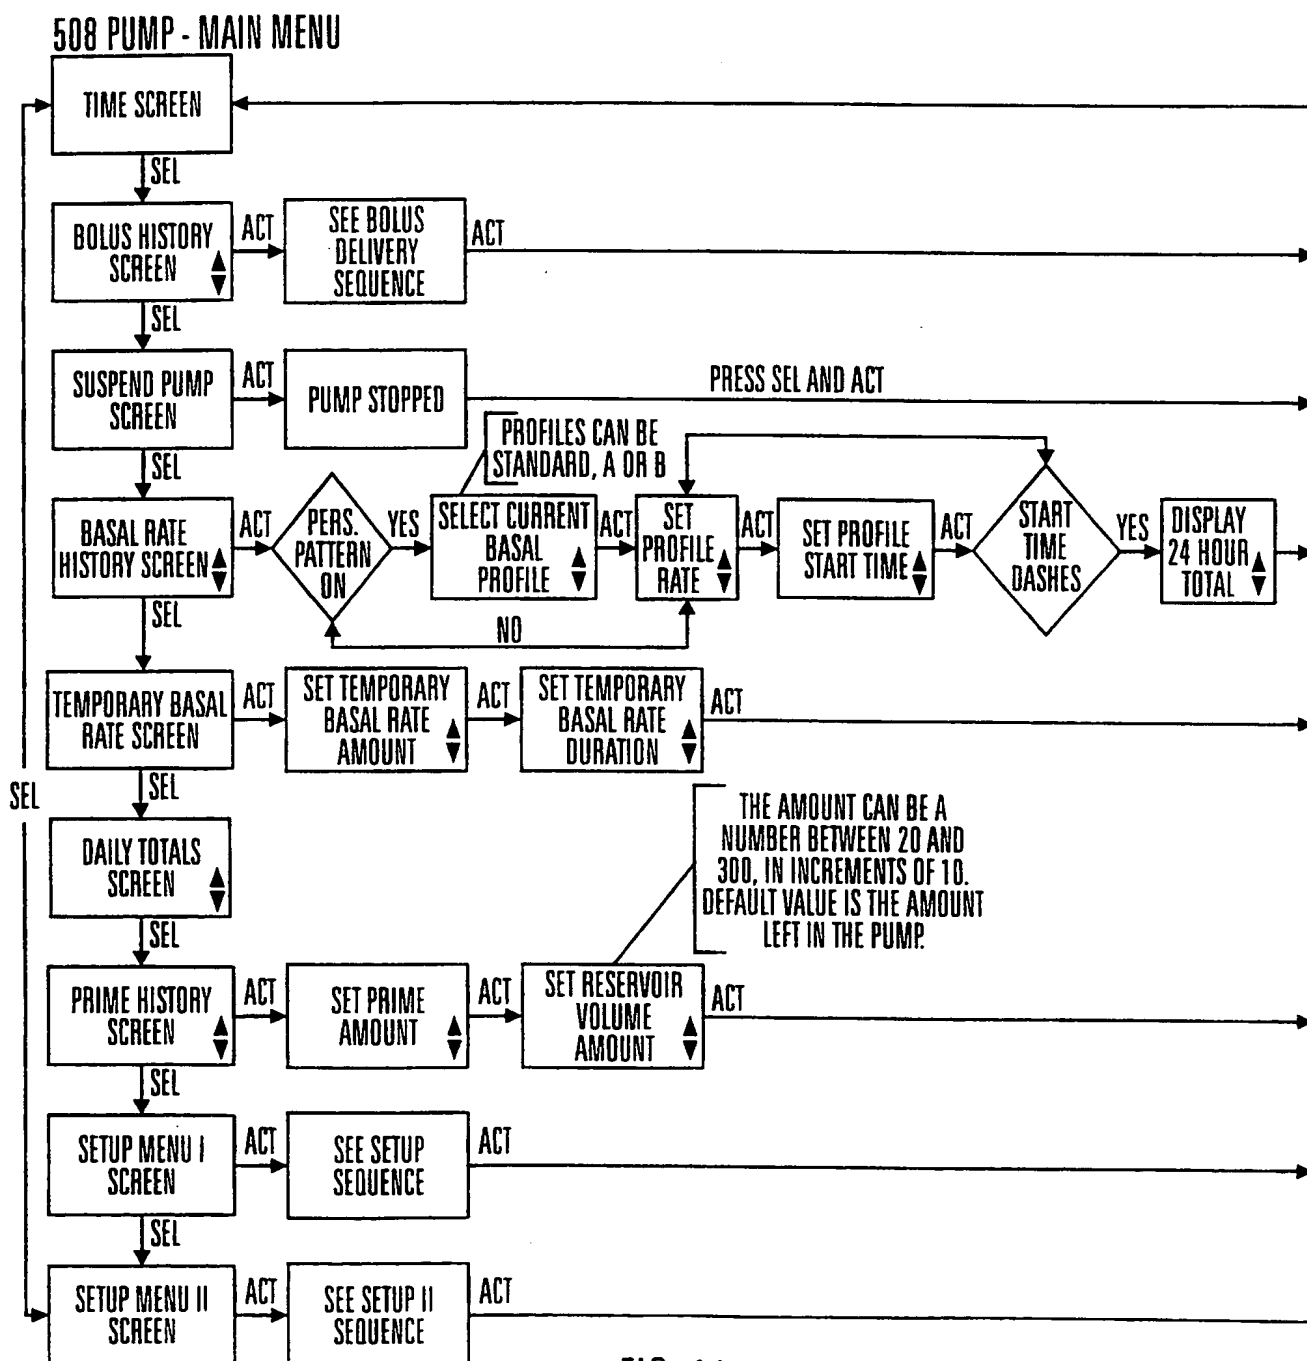 508 PUMP - MAIN MENU
TIME SCREEN
SEL
BOLUS HISTORY
SCREEN
ACT
SEE BOLUS
DELIVERY
SEQUENCE
ACT
SEL
SUSPEND PUMP
SCREEN
ACT
PUMP STOPPED
PRESS SEL AND ACT
SEL
PROFILES CAN BE
STANDARD, A OR B
BASAL RATE
HISTORY SCREEN
ACT
PERS.
PATTERN
ON
YES
SELECT CURRENT
BASAL
PROFILE
ACT
SET
PROFILE
RATE
ACT
SET PROFILE
START TIME
ACT
START
TIME
DASHES
YES
DISPLAY
24 HOUR
TOTAL
NO
SEL
TEMPORARY BASAL
RATE SCREEN
ACT
SET TEMPORARY
BASAL RATE
AMOUNT
ACT
SET TEMPORARY
BASAL RATE
DURATION
ACT
SEL
SEL
DAILY TOTALS
SCREEN
THE AMOUNT CAN BE A
NUMBER BETWEEN 20 AND
300, IN INCREMENTS OF 10.
DEFAULT VALUE IS THE AMOUNT
LEFT IN THE PUMP.
SEL
PRIME HISTORY
SCREEN
ACT
SET PRIME
AMOUNT
ACT
SET RESERVOIR
VOLUME
AMOUNT
ACT
SEL
SETUP MENU I
SCREEN
ACT
SEE SETUP
SEQUENCE
ACT
SEL
SETUP MENU II
SCREEN
ACT
SEE SETUP II
SEQUENCE
ACT